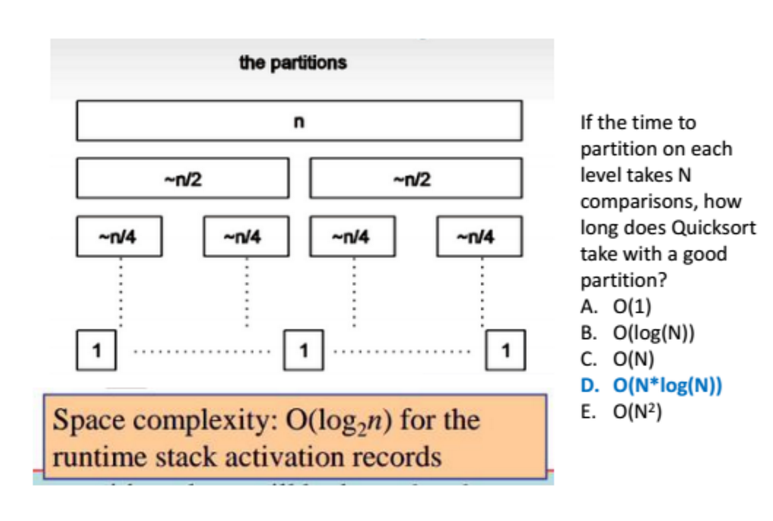 the partitions
n
~n/2 ~n/2
~n/4 ~n/4 ~n/4 ~n/4
1 1 1
Space complexity: O(log₂n) for the
runtime stack activation records
If the time to
partition on each
level takes N
comparisons, how
long does Quicksort
take with a good
partition?
A. O(1)
B. O(log(N))
C. O(N)
D. O(N*log(N))
E. O(N²)